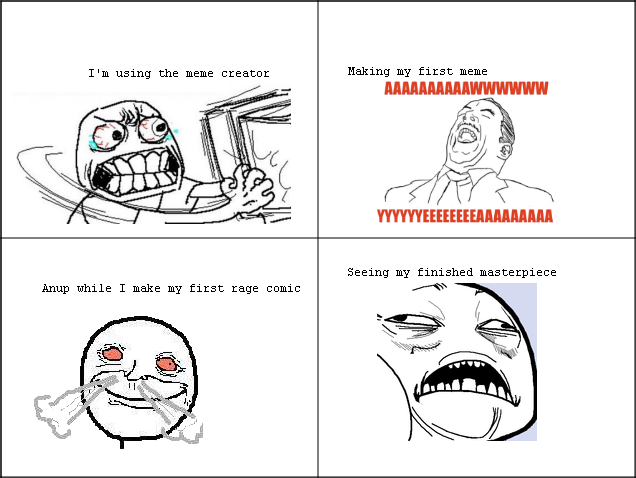 I'm using the meme creator
Making my first meme
AAAAAAAAAAWWWWWW
YYYYYYEEEEEEEEAAAAAAAAA
Anup while I make my first rage comic
Seeing my finished masterpiece